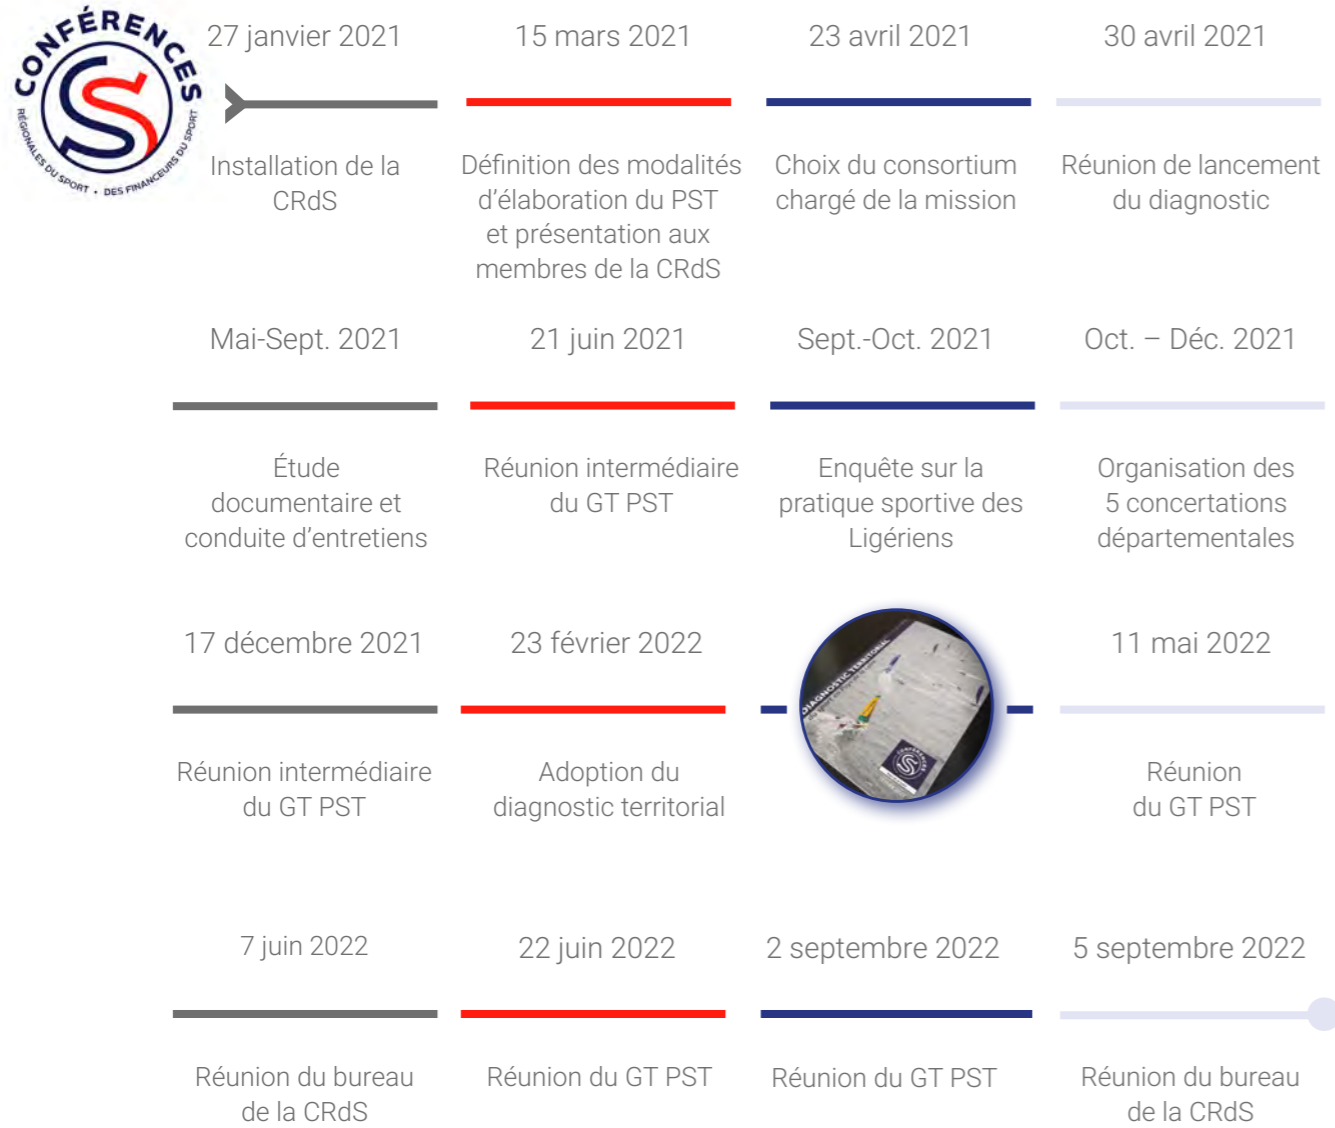 CONFÉRENCES
RÉGIONALES DU SPORT • DES FINANCEURS DU SPORT
27 janvier 2021
Installation de la
CRdS
15 mars 2021
Définition des modalités
d’élaboration du PST
et présentation aux
membres de la CRdS
23 avril 2021
Choix du consortium
chargé de la mission
30 avril 2021
Réunion de lancement
du diagnostic
Mai-Sept. 2021
Étude
documentaire et
conduite d’entretiens
21 juin 2021
Réunion intermédiaire
du GT PST
Sept.-Oct. 2021
Enquête sur la
pratique sportive des
Ligériens
Oct. – Déc. 2021
Organisation des
5 concertations
départementales
17 décembre 2021
Réunion intermédiaire
du GT PST
23 février 2022
Adoption du
diagnostic territorial
DIAGNOSTIC TERRITORIAL
CONFÉRENCES
11 mai 2022
Réunion
du GT PST
7 juin 2022
Réunion du bureau
de la CRdS
22 juin 2022
Réunion du GT PST
2 septembre 2022
Réunion du GT PST
5 septembre 2022
Réunion du bureau
de la CRdS